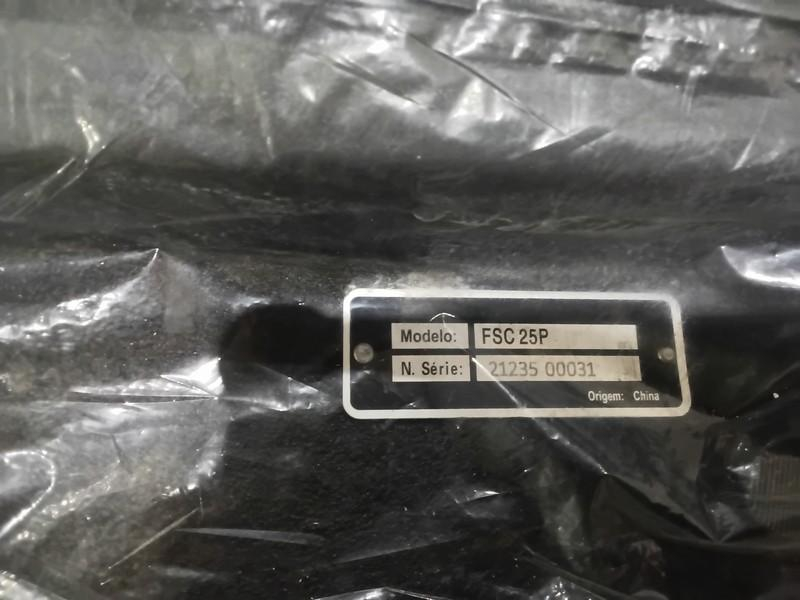 Modelo: FSC 25P
N. Série: 21235 00031
Origem: China